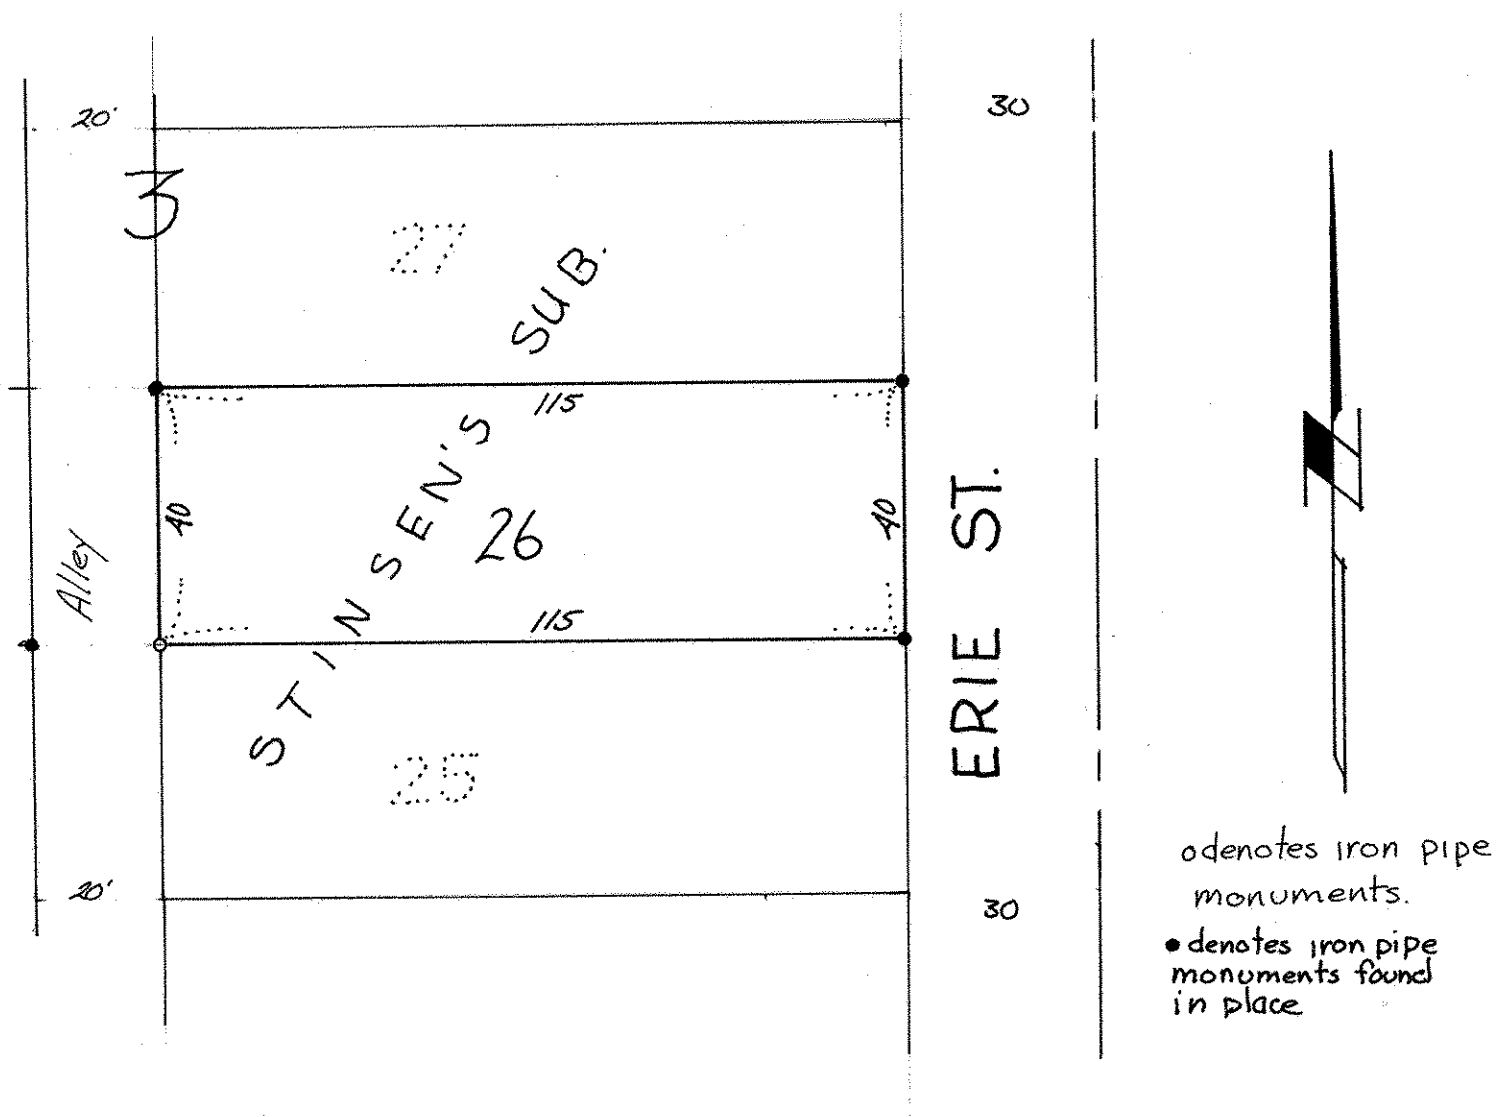 20'
30
3
27
STINSEN'S SUB.
115
40
40
26
Alley
115
ERIE ST.
25
20'
30
N
o denotes iron pipe
monuments.
● denotes iron pipe
monuments found
in place